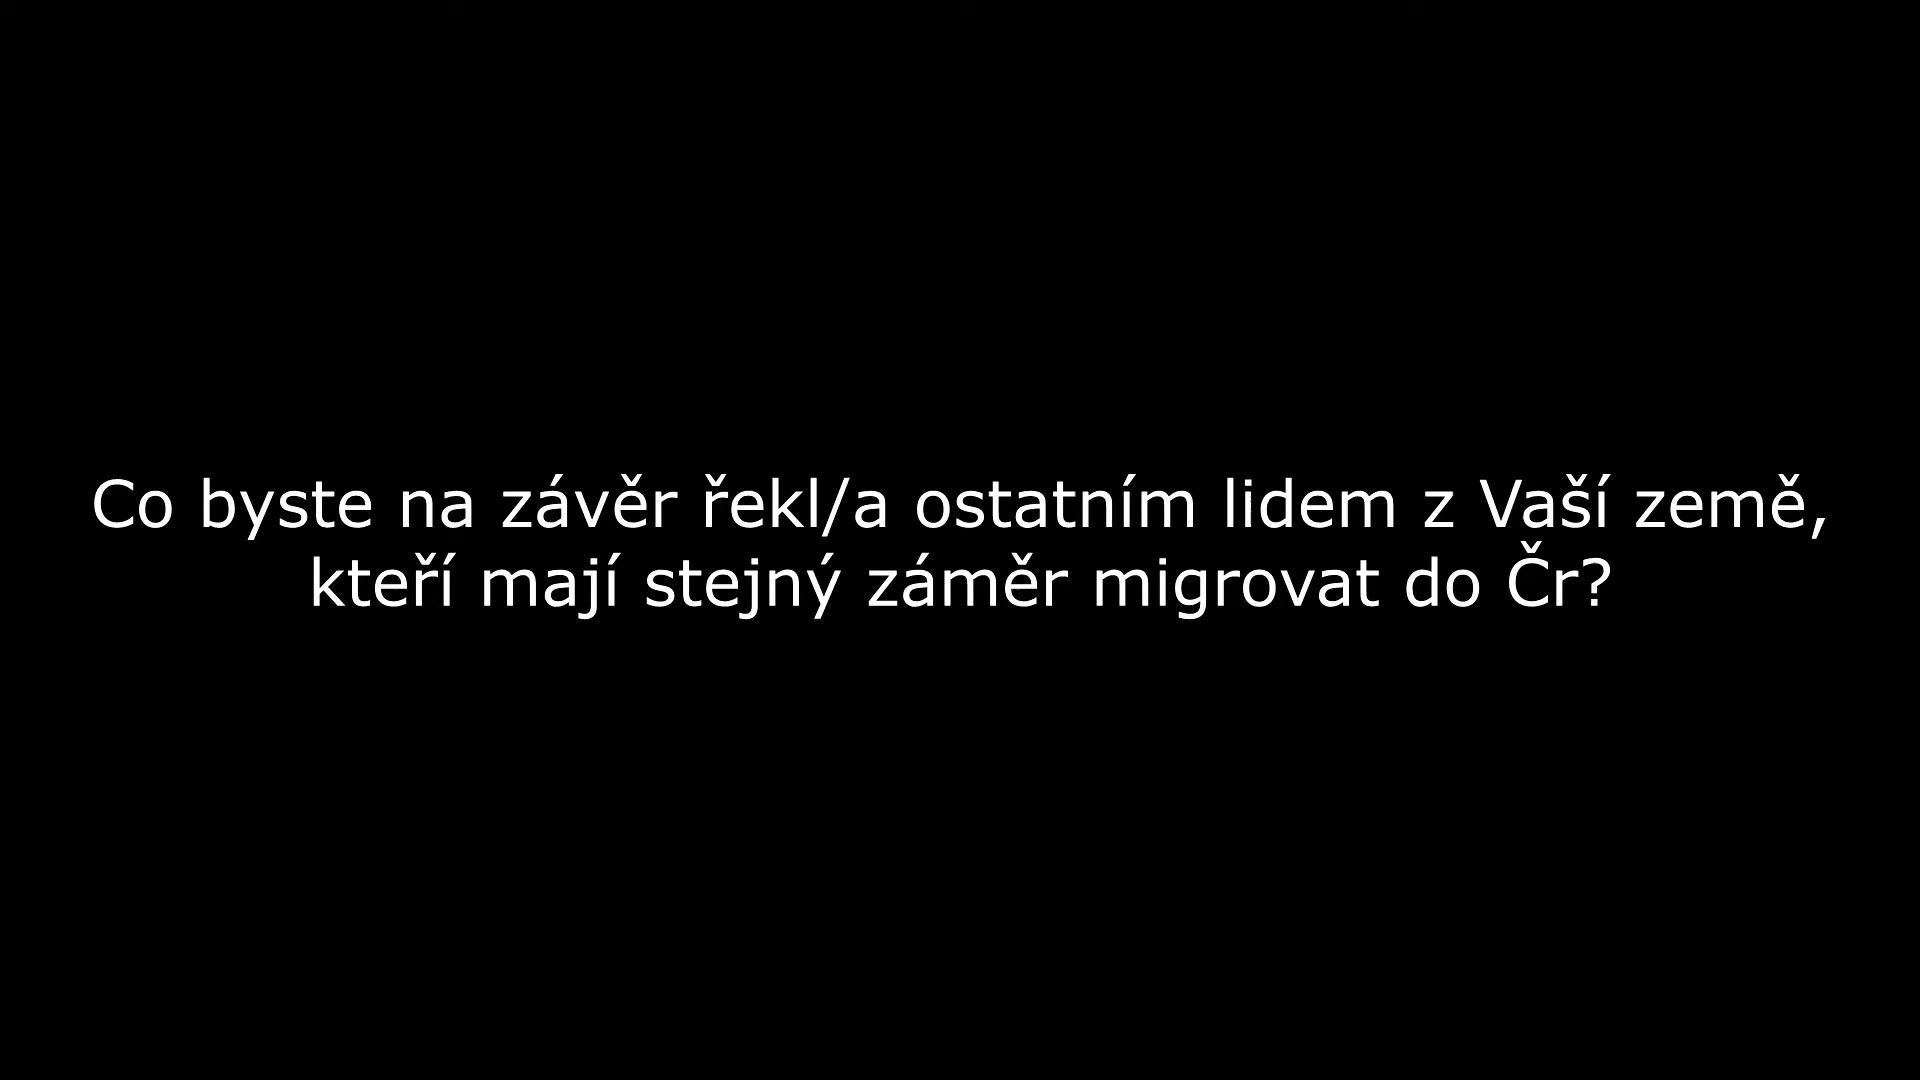 Co byste na závěr řekl/a ostatním lidem z Vaší země,
kteří mají stejný záměr migrovat do Čr?